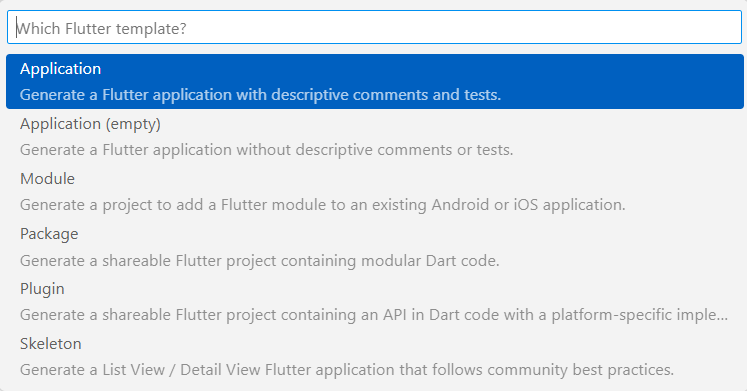 Which Flutter template?
Application
Generate a Flutter application with descriptive comments and tests.
Application (empty)
Generate a Flutter application without descriptive comments or tests.
Module
Generate a project to add a Flutter module to an existing Android or iOS application.
Package
Generate a shareable Flutter project containing modular Dart code.
Plugin
Generate a shareable Flutter project containing an API in Dart code with a platform-specific imple...
Skeleton
Generate a List View / Detail View Flutter application that follows community best practices.